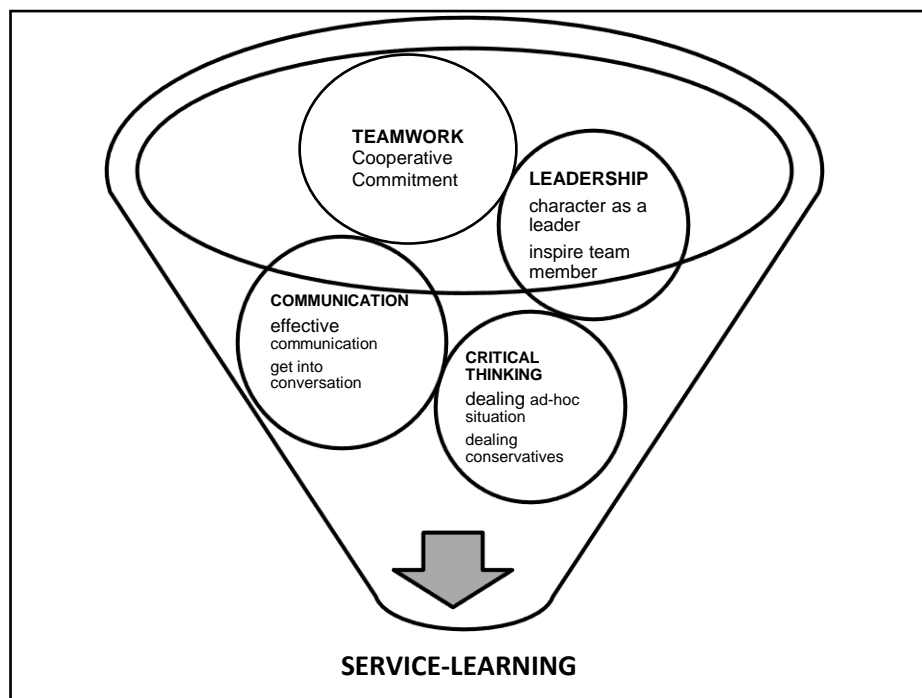 TEAMWORK
Cooperative
Commitment
LEADERSHIP
character as a
leader
inspire team
member
COMMUNICATION
effective
communication
get into
conversation
CRITICAL
THINKING
dealing ad-hoc
situation
dealing
conservatives
SERVICE-LEARNING